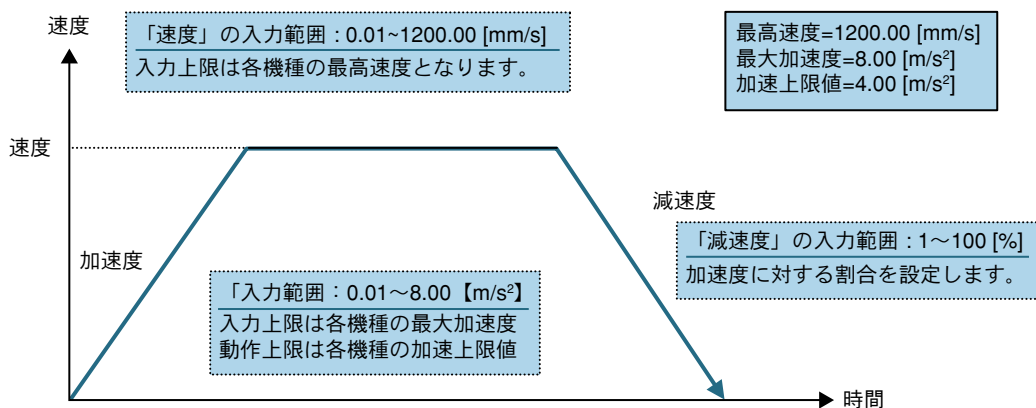 速度
「速度」の入力範囲 : 0.01~1200.00 [mm/s]
入力上限は各機種の最高速度となります。
最高速度=1200.00 [mm/s]
最大加速度=8.00 [m/s²]
加速上限値=4.00 [m/s²]
速度
加速度
「入力範囲：0.01～8.00【m/s²】
入力上限は各機種の最大加速度
動作上限は各機種の加速上限値
減速度
「減速度」の入力範囲 : 1～100 [%]
加速度に対する割合を設定します。
時間